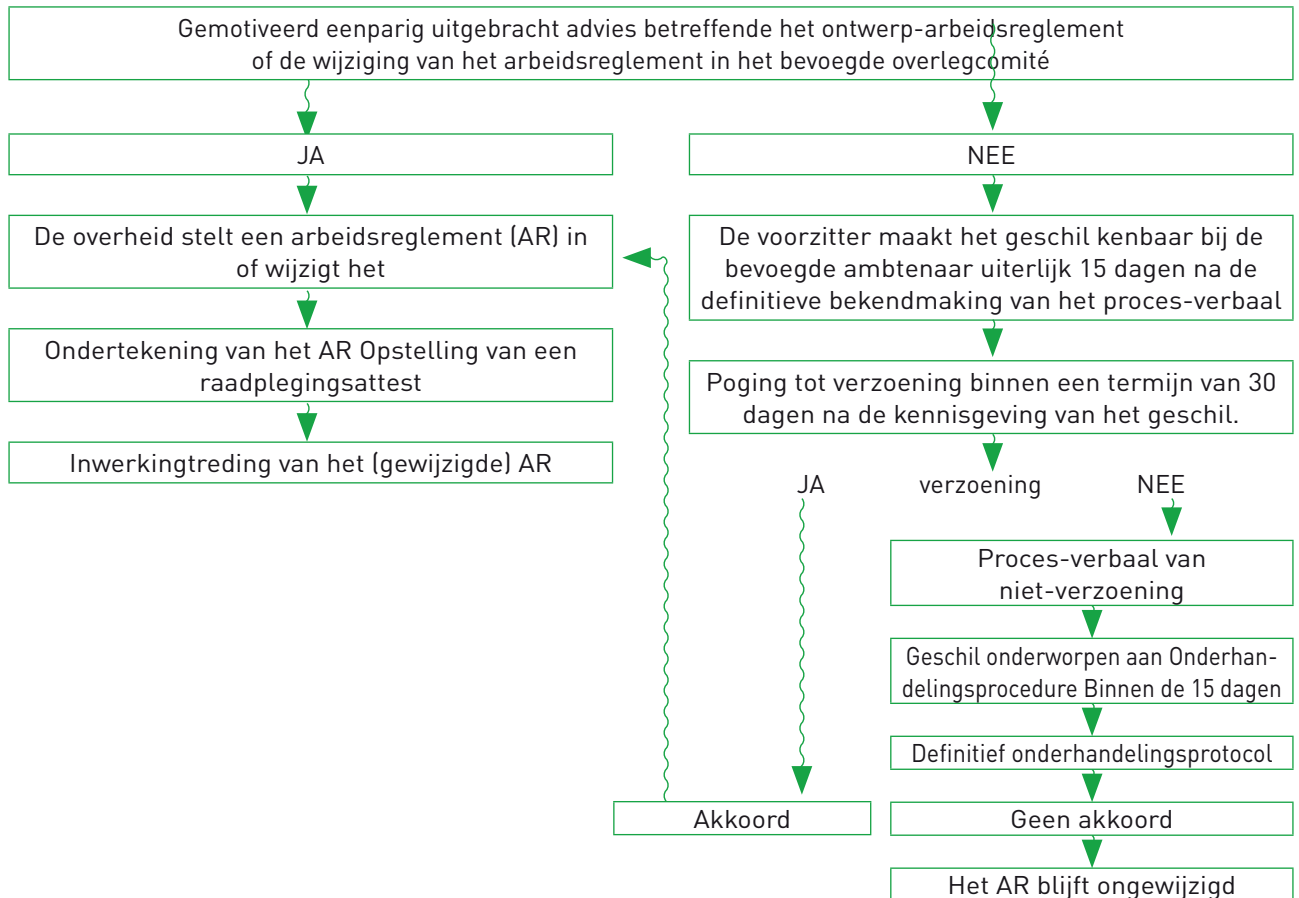 Gemotiveerd eenparig uitgebracht advies betreffende het ontwerp-arbeidsreglement
of de wijziging van het arbeidsreglement in het bevoegde overlegcomité
JA
De overheid stelt een arbeidsreglement (AR) in
of wijzigt het
Ondertekening van het AR Opstelling van een
raadplegingsattest
Inwerkingtreding van het (gewijzigde) AR
NEE
De voorzitter maakt het geschil kenbaar bij de
bevoegde ambtenaar uiterlijk 15 dagen na de
definitieve bekendmaking van het proces-verbaal
Poging tot verzoening binnen een termijn van 30
dagen na de kennisgeving van het geschil.
JA verzoening NEE
Proces-verbaal van
niet-verzoening
Geschil onderworpen aan Onderhan-
delingsprocedure Binnen de 15 dagen
Definitief onderhandelingsprotocol
Akkoord
Geen akkoord
Het AR blijft ongewijzigd